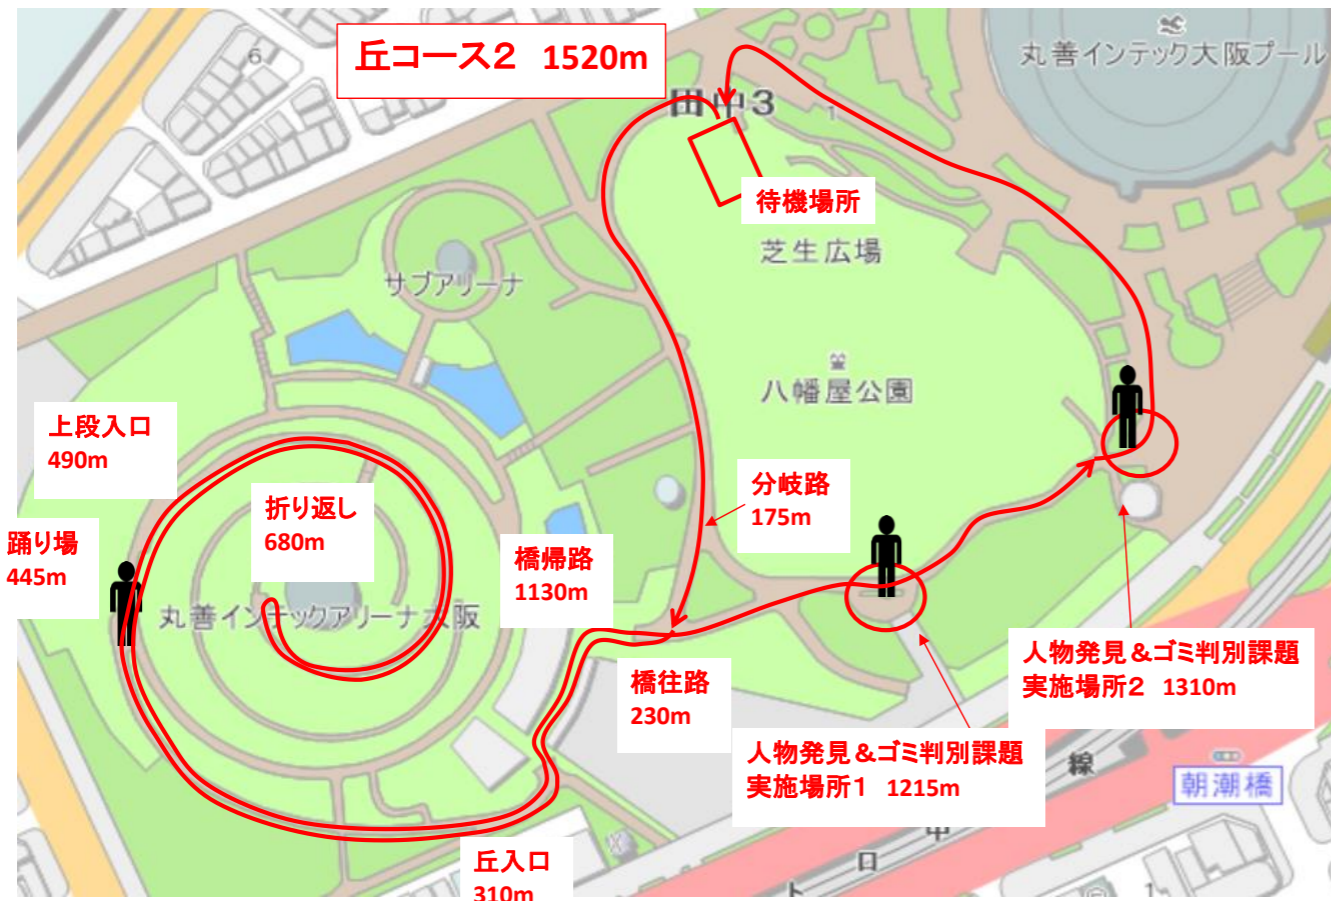 丘コース2 1520m
丸善インテック大阪プール
6
田中3
1
待機場所
芝生広場
サブアリーナ
八幡屋公園
上段入口
490m
折り返し
680m
踊り場
445m
分岐路
175m
橋帰路
1130m
丸善インテックアリーナ大阪
橋往路
230m
人物発見&ゴミ判別課題
実施場所2 1310m
人物発見&ゴミ判別課題
実施場所1 1215m
線
朝潮橋
中
ロ
ト
丘入口
310m
1